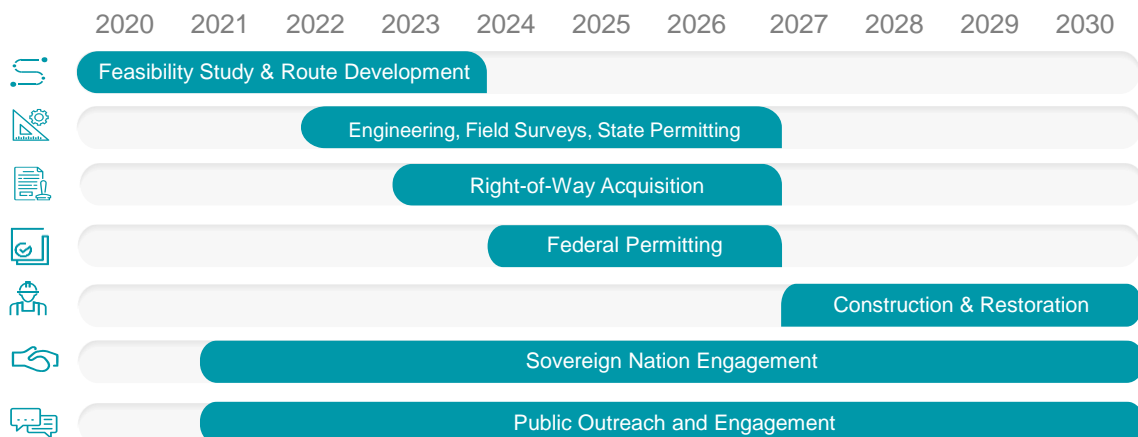 2020 2021 2022 2023 2024 2025 2026 2027 2028 2029 2030
Feasibility Study & Route Development
Engineering, Field Surveys, State Permitting
Right-of-Way Acquisition
Federal Permitting
Construction & Restoration
Sovereign Nation Engagement
Public Outreach and Engagement